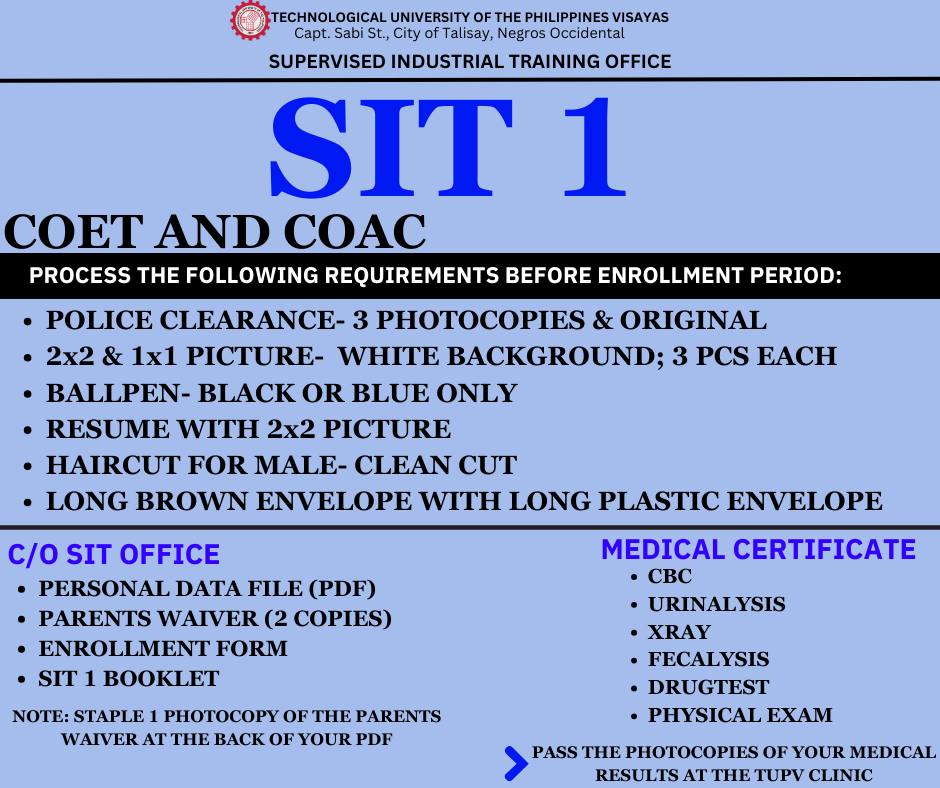 TECHNOLOGICAL UNIVERSITY OF THE PHILIPPINES VISAYAS
Capt. Sabi St., City of Talisay, Negros Occidental
SUPERVISED INDUSTRIAL TRAINING OFFICE
SIT 1
COET AND COAC
PROCESS THE FOLLOWING REQUIREMENTS BEFORE ENROLLMENT PERIOD:
• POLICE CLEARANCE- 3 PHOTOCOPIES & ORIGINAL
• 2x2 & 1x1 PICTURE- WHITE BACKGROUND; 3 PCS EACH
• BALLPEN- BLACK OR BLUE ONLY
• RESUME WITH 2x2 PICTURE
• HAIRCUT FOR MALE- CLEAN CUT
• LONG BROWN ENVELOPE WITH LONG PLASTIC ENVELOPE
C/O SIT OFFICE
• PERSONAL DATA FILE (PDF)
• PARENTS WAIVER (2 COPIES)
• ENROLLMENT FORM
• SIT 1 BOOKLET
NOTE: STAPLE 1 PHOTOCOPY OF THE PARENTS
WAIVER AT THE BACK OF YOUR PDF
MEDICAL CERTIFICATE
• CBC
• URINALYSIS
• XRAY
• FECALYSIS
• DRUGTEST
• PHYSICAL EXAM
PASS THE PHOTOCOPIES OF YOUR MEDICAL
RESULTS AT THE TUPV CLINIC